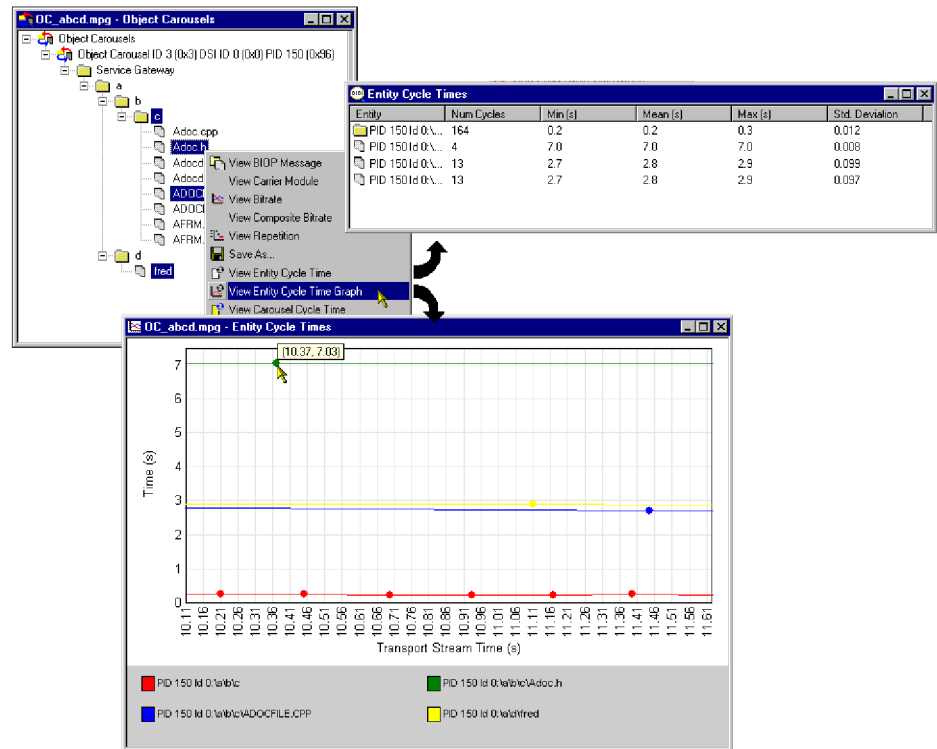 OC_abcd.mpg - Object Carousels
Object Carousels
Object Carousel ID 3 (0x3) DSI ID 0 (0x0) PID 150 (0x96)
Service Gateway
a
b
c
Adoc.cpp
Adoc.h
Adocd
Adocd
ADOCI
ADOCI
AFRM.
AFRM.
d
fred
View BIOP Message
View Carrier Module
View Bitrate
View Composite Bitrate
View Repetition
Save As...
View Entity Cycle Time
View Entity Cycle Time Graph
View Carousel Cycle Time
Entity Cycle Times
Entity Num Cycles Min (s) Mean (s) Max (s) Std. Deviation
PID 150 Id 0:\... 164 0.2 0.2 0.3 0.012
PID 150 Id 0:\... 4 7.0 7.0 7.0 0.008
PID 150 Id 0:\... 13 2.7 2.8 2.9 0.099
PID 150 Id 0:\... 13 2.7 2.8 2.9 0.097
OC_abcd.mpg - Entity Cycle Times
(10.37, 7.03)
7
6
5
4
3
2
1
0
Time (s)
10.11 10.16 10.21 10.26 10.31 10.36 10.41 10.46 10.51 10.56 10.61 10.66 10.71 10.76 10.81 10.86 10.91 10.96 11.01 11.06 11.11 11.16 11.21 11.26 11.31 11.36 11.41 11.46 11.51 11.56 11.61
Transport Stream Time (s)
PID 150 Id 0:\a\b\c
PID 150 Id 0:\a\b\c\Adoc.h
PID 150 Id 0:\a\b\c\ADOCFILE.CPP
PID 150 Id 0:\a\d\fred